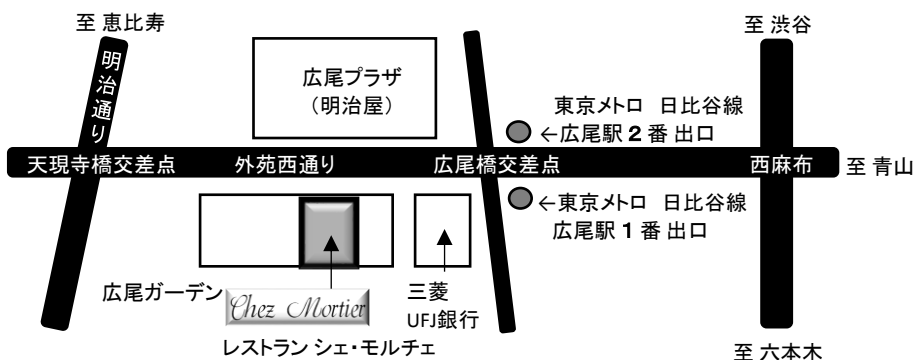 至 恵比寿
明治通り
広尾プラザ
（明治屋）
至 渋谷
東京メトロ 日比谷線
←広尾駅 2 番 出口
天現寺橋交差点
外苑西通り
広尾橋交差点
西麻布
至 青山
←東京メトロ 日比谷線
広尾駅 1 番 出口
広尾ガーデン
Chez Mortier
三菱
UFJ銀行
レストラン シェ・モルチェ
至 六本木